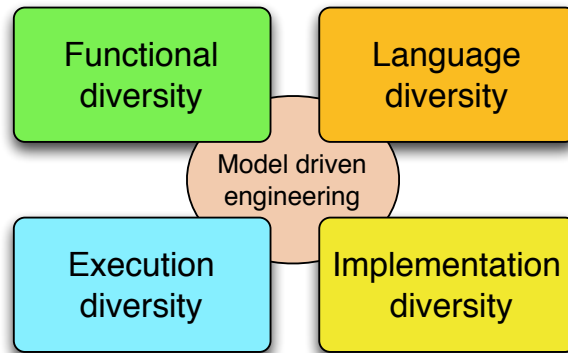 Functional
diversity
Language
diversity
Model driven
engineering
Execution
diversity
Implementation
diversity